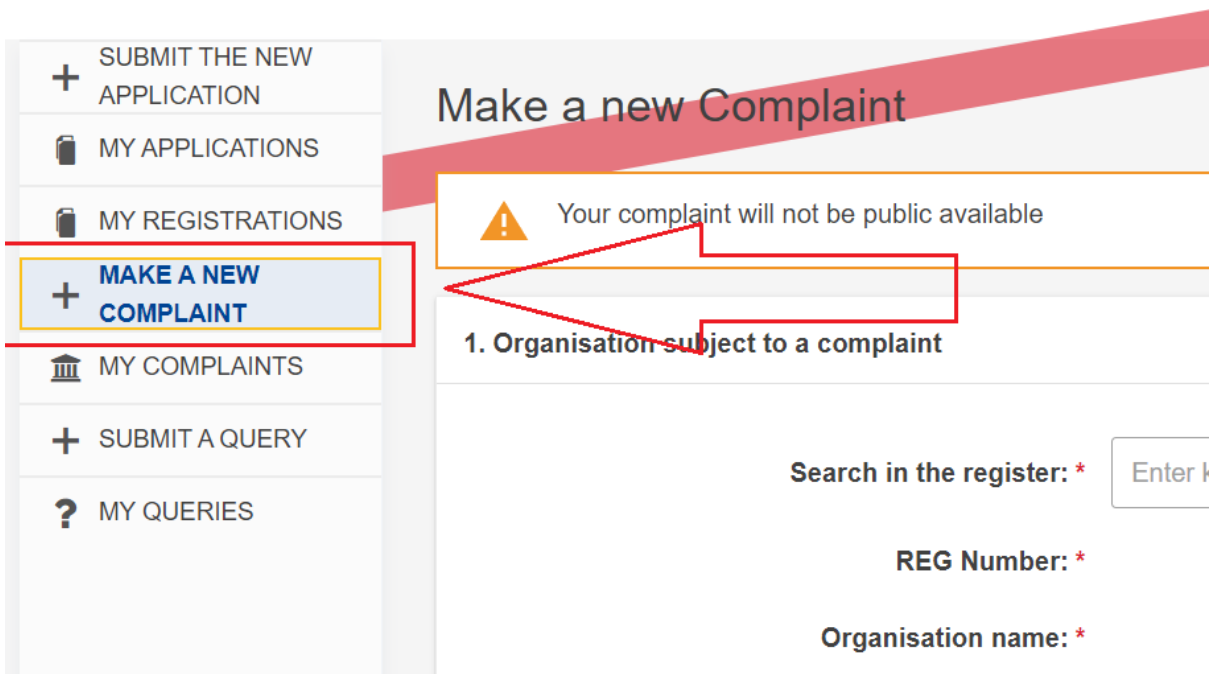 SUBMIT THE NEW
APPLICATION
MY APPLICATIONS
MY REGISTRATIONS
MAKE A NEW
COMPLAINT
MY COMPLAINTS
SUBMIT A QUERY
MY QUERIES
Make a new Complaint
Your complaint will not be public available
1. Organisation subject to a complaint
Search in the register: *
Enter
REG Number: *
Organisation name: *